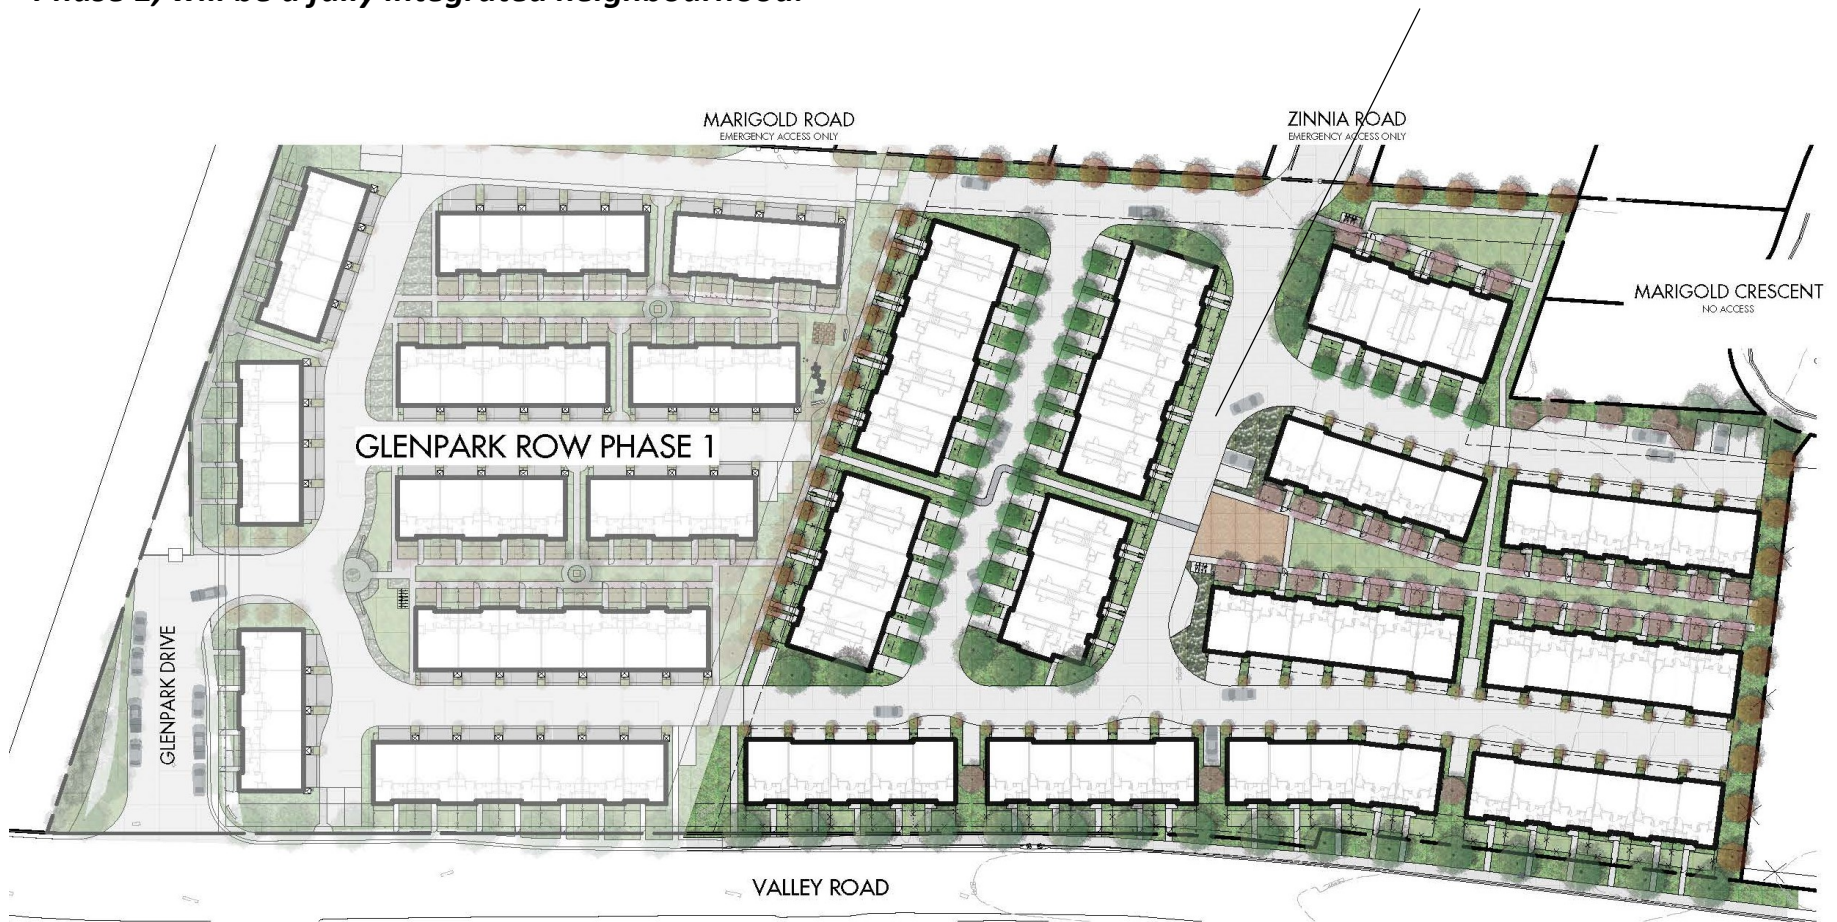 Phase 2, will be a fully integrated neighbourhood.
MARIGOLD ROAD
EMERGENCY ACCESS ONLY
ZINNIA ROAD
EMERGENCY ACCESS ONLY
MARIGOLD CRESCENT
NO ACCESS
GLENPARK ROW PHASE 1
GLENPARK DRIVE
VALLEY ROAD